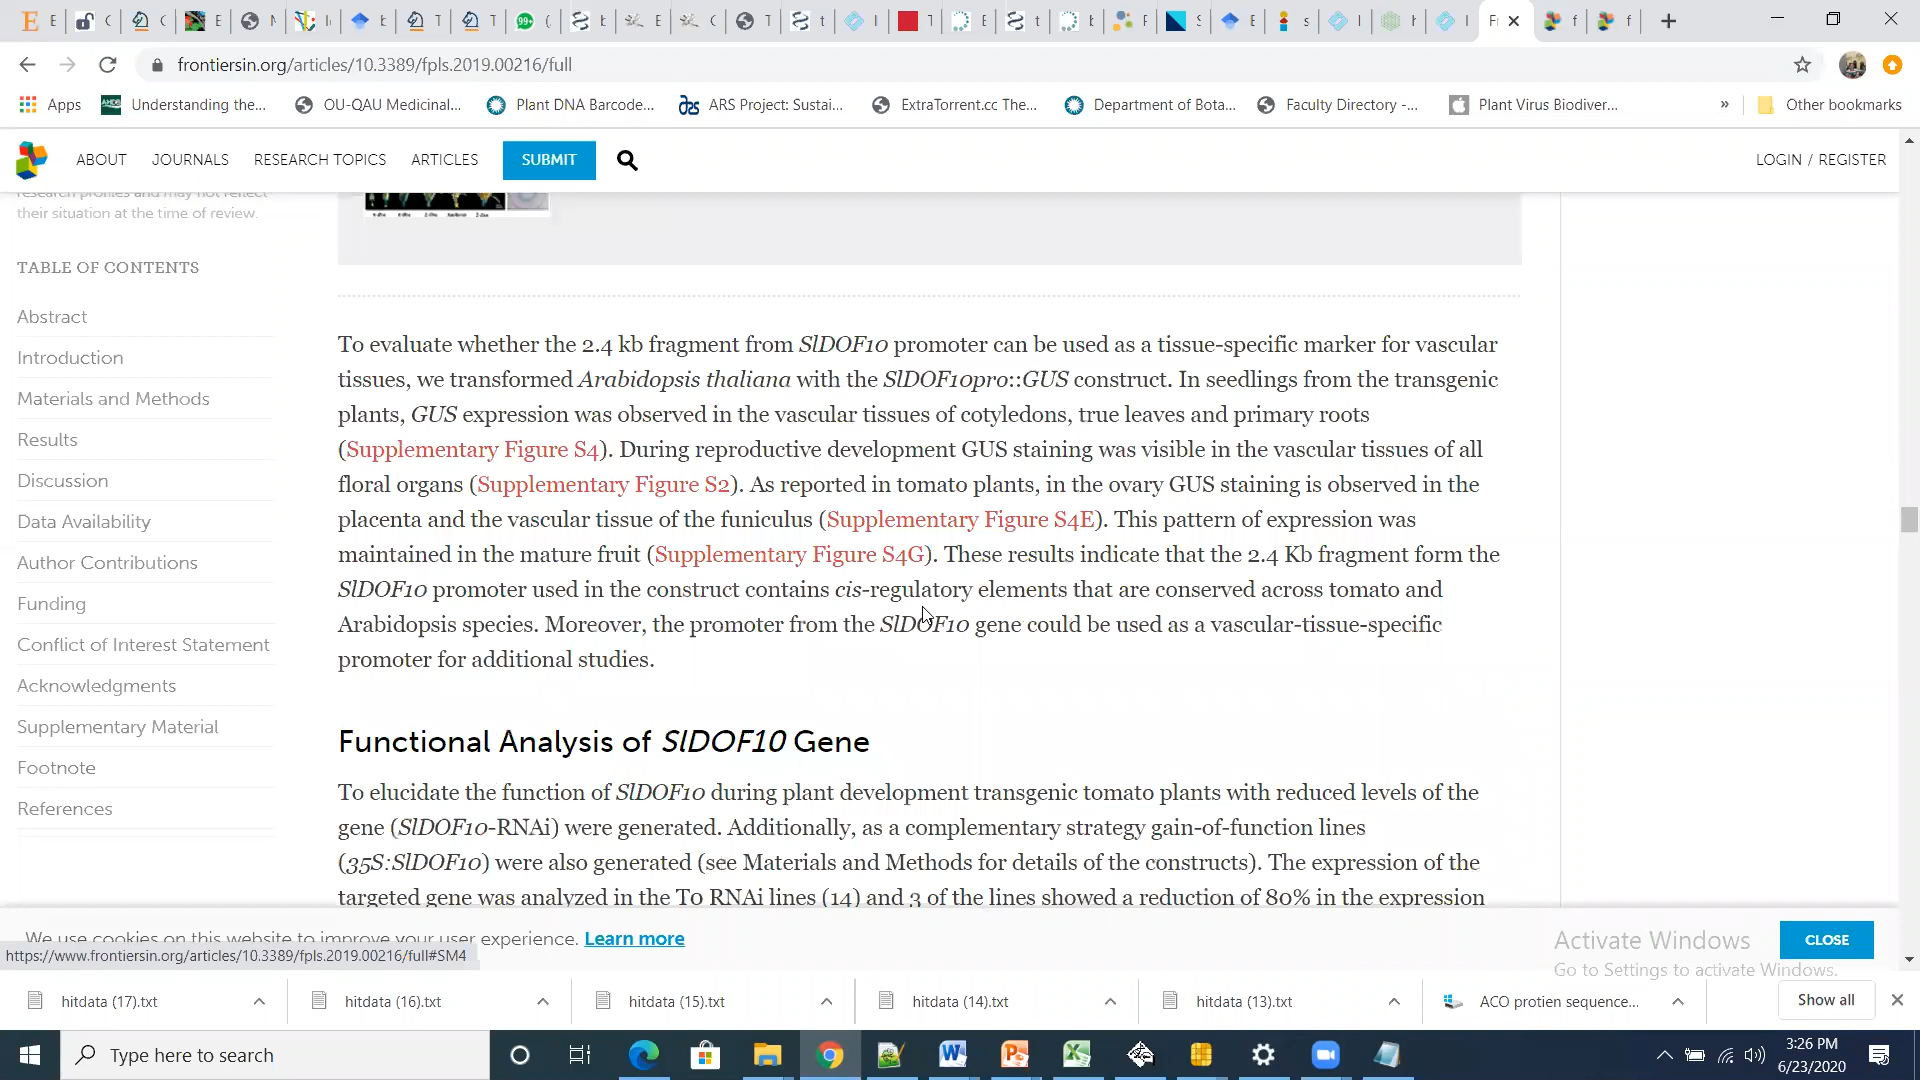 frontiersin.org/articles/10.3389/fpls.2019.00216/full
Apps
Understanding the...
OU-QAU Medicinal...
Plant DNA Barcode...
ARS Project: Sustai...
ExtraTorrent.cc The...
Department of Bota...
Faculty Directory -...
Plant Virus Biodiver...
»
Other bookmarks
ABOUT
JOURNALS
RESEARCH TOPICS
ARTICLES
SUBMIT
LOGIN / REGISTER
research profiles and may not reflect
their situation at the time of review.
TABLE OF CONTENTS
Abstract
Introduction
Materials and Methods
Results
Discussion
Data Availability
Author Contributions
Funding
Conflict of Interest Statement
Acknowledgments
Supplementary Material
Footnote
References
To evaluate whether the 2.4 kb fragment from SlDOF10 promoter can be used as a tissue-specific marker for vascular
tissues, we transformed Arabidopsis thaliana with the SlDOF10pro::GUS construct. In seedlings from the transgenic
plants, GUS expression was observed in the vascular tissues of cotyledons, true leaves and primary roots
(Supplementary Figure S4). During reproductive development GUS staining was visible in the vascular tissues of all
floral organs (Supplementary Figure S2). As reported in tomato plants, in the ovary GUS staining is observed in the
placenta and the vascular tissue of the funiculus (Supplementary Figure S4E). This pattern of expression was
maintained in the mature fruit (Supplementary Figure S4G). These results indicate that the 2.4 Kb fragment form the
SlDOF10 promoter used in the construct contains cis-regulatory elements that are conserved across tomato and
Arabidopsis species. Moreover, the promoter from the SlDOF10 gene could be used as a vascular-tissue-specific
promoter for additional studies.
Functional Analysis of SlDOF10 Gene
To elucidate the function of SlDOF10 during plant development transgenic tomato plants with reduced levels of the
gene (SlDOF10-RNAi) were generated. Additionally, as a complementary strategy gain-of-function lines
(35S:SlDOF10) were also generated (see Materials and Methods for details of the constructs). The expression of the
targeted gene was analyzed in the T0 RNAi lines (14) and 3 of the lines showed a reduction of 80% in the expression
We use cookies on this website to improve your user experience. Learn more
CLOSE
Activate Windows
Go to Settings to activate Windows.
https://www.frontiersin.org/articles/10.3389/fpls.2019.00216/full#SM4
hitdata (17).txt
hitdata (16).txt
hitdata (15).txt
hitdata (14).txt
hitdata (13).txt
ACO protien sequence...
Show all
Type here to search
3:26 PM
6/23/2020